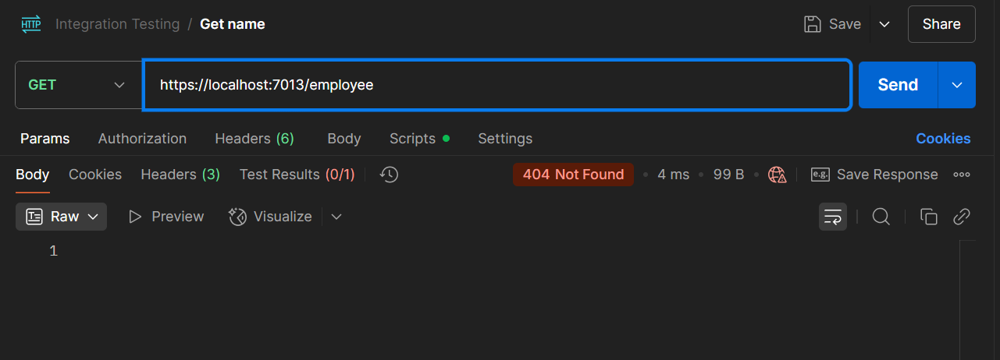 HTTP Integration Testing / Get name Save Share
GET https://localhost:7013/employee Send
Params Authorization Headers (6) Body Scripts Settings Cookies
Body Cookies Headers (3) Test Results (0/1) 404 Not Found • 4 ms • 99 B • e.g. Save Response
Raw Preview Visualize
1